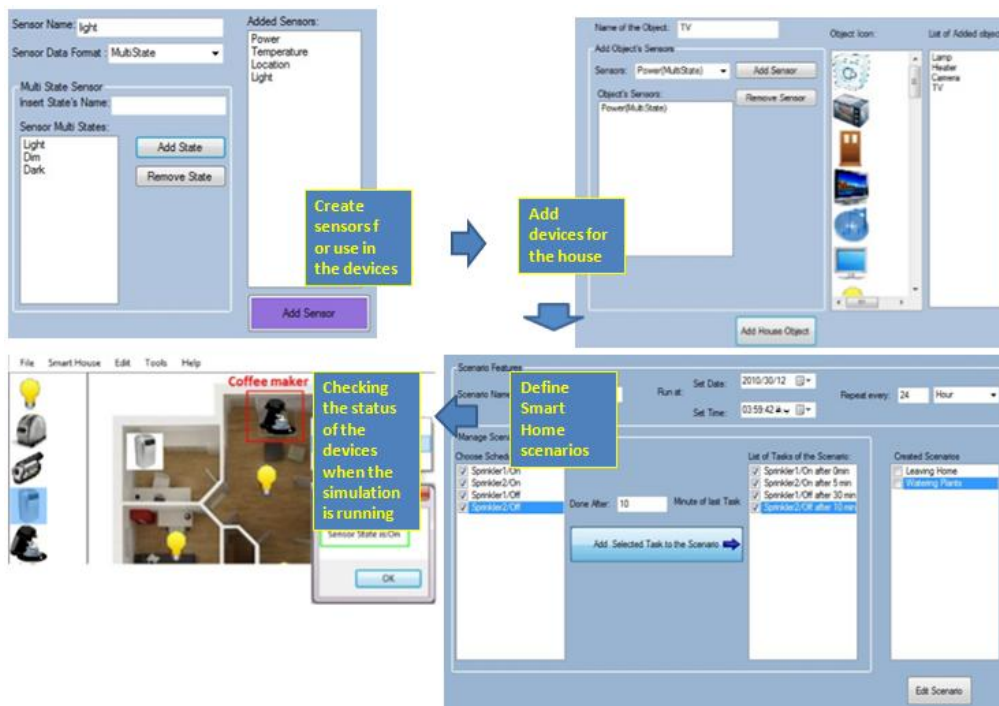 Sensor Name: light
Sensor Data Format : MultiState
Multi State Sensor
Insert State's Name:
Sensor Multi States:
Light
Dim
Dark
Add State
Remove State
Added Sensors:
Power
Temperature
Location
Light
Add Sensor
Create
sensors f
or use in
the devices
Name of the Object: TV
Add Object's Sensors
Sensors: Power(MultiState)
Add Sensor
Object's Sensors:
Power(MultiState)
Remove Sensor
Object Icon:
List of Added object
Lamp
Heater
Camera
TV
Add House Object
Add
devices for
the house
File Smart House Edit Tools Help
Coffee maker
Sensor State is:On
OK
Checking
the status
of the
devices
when the
simulation
is running
Define
Smart
Home
scenarios
Scenario Features
Scenario Name
Run at:
Set Date: 2010/30/12
Set Time: 03:59:42
Repeat every: 24 Hour
Manage Scena
Choose Schedu
Sprinkler1/On
Sprinkler2/On
Sprinkler1/Off
Sprinkler2/Off
Done After: 10 Minute of last Task
Add Selected Task to the Scenario
List of Tasks of the Scenario:
Sprinkler1/On after 0min
Sprinkler2/On after 5 min
Sprinkler1/Off after 30 min
Sprinkler2/Off after 10 min
Created Scenarios
Leaving Home
Watering Plants
Edit Scenario